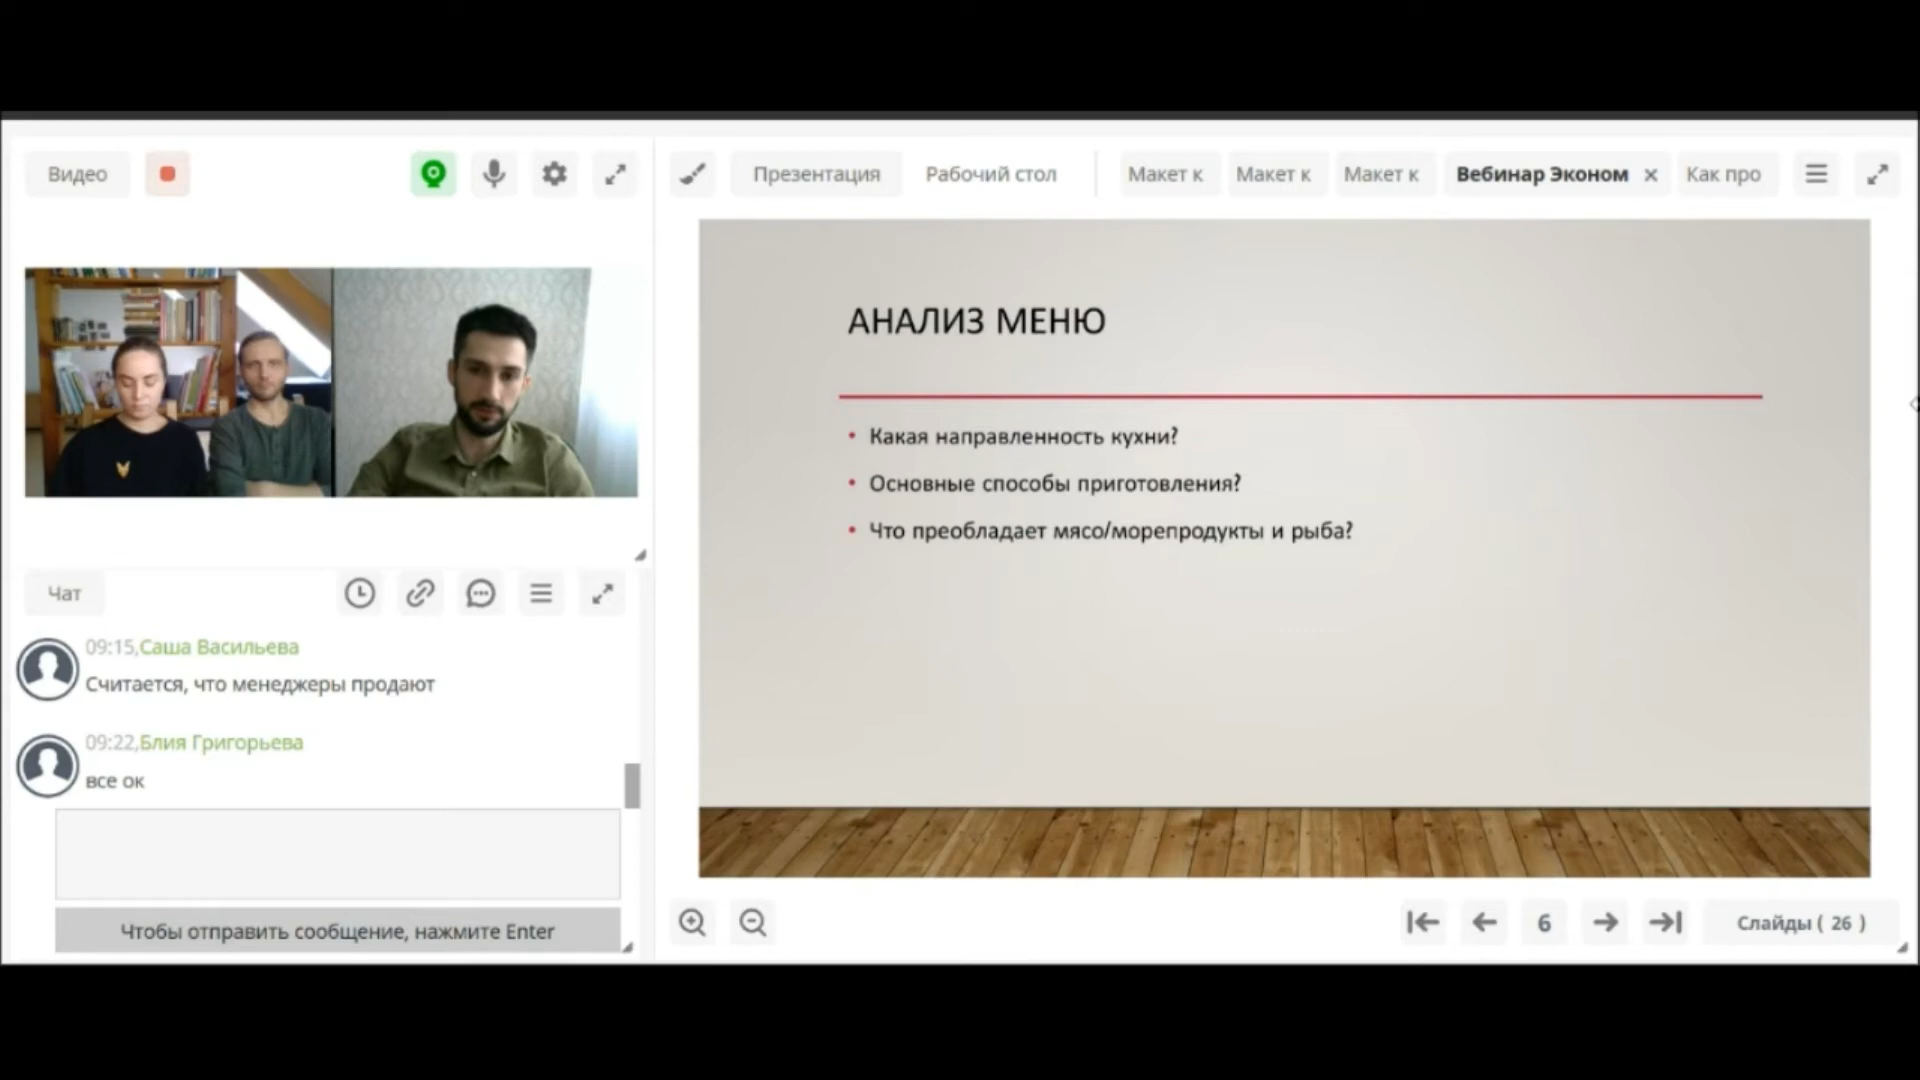 Видео
Презентация
Рабочий стол
Макет к
Макет к
Макет к
Вебинар Эконом
Как про
АНАЛИЗ МЕНЮ
• Какая направленность кухни?
• Основные способы приготовления?
• Что преобладает мясо/морепродукты и рыба?
Чат
09:15,Саша Васильева
Считается, что менеджеры продают
09:22,Блия Григорьева
все ок
Чтобы отправить сообщение, нажмите Enter
6
Слайды ( 26 )